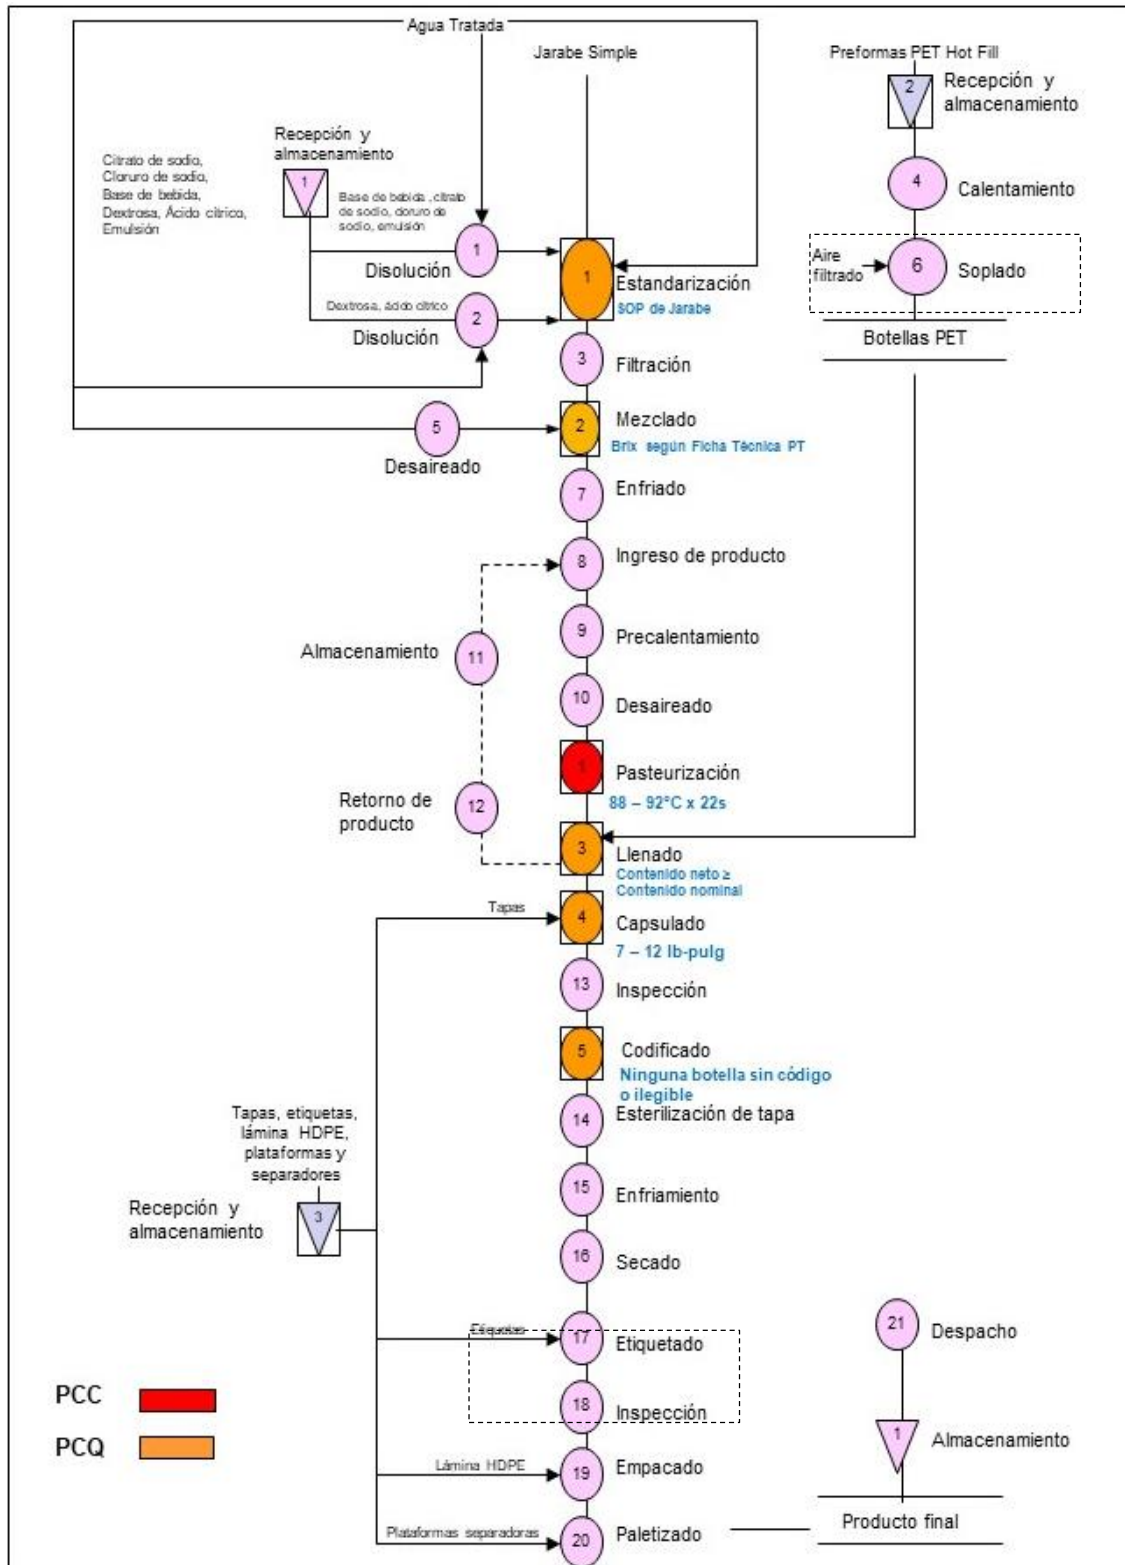 Agua Tratada
Jarabe Simple
Preformas PET Hot Fill
2
Recepción y
almacenamiento
Recepción y
almacenamiento
1
Citrato de sodio,
Cloruro de sodio,
Base de bebida,
Dextrosa, Ácido cítrico,
Emulsión
Base de bebida , citrato
de sodio, cloruro de
sodio, emulsión
4
Calentamiento
1
Disolución
1
Estandarización
SOP de Jarabe
Aire
filtrado
6
Soplado
Dextrosa, ácido cítrico
2
Disolución
Botellas PET
3
Filtración
5
Desaireado
2
Mezclado
Brix según Ficha Técnica PT
7
Enfriado
8
Ingreso de producto
9
Precalentamiento
Almacenamiento
11
10
Desaireado
1
Pasteurización
88 – 92°C x 22s
Retorno de
producto
12
3
Llenado
Contenido neto ≥
Contenido nominal
Tapas
4
Capsulado
7 – 12 lb-pulg
13
Inspección
5
Codificado
Ninguna botella sin código
o ilegible
14
Esterilización de tapa
Tapas, etiquetas,
lámina HDPE,
plataformas y
separadores
Recepción y
almacenamiento
3
15
Enfriamiento
16
Secado
Etiquetas
17
Etiquetado
21
Despacho
18
Inspección
PCC
PCQ
1
Almacenamiento
Lámina HDPE
19
Empacado
Plataformas separadoras
20
Paletizado
Producto final